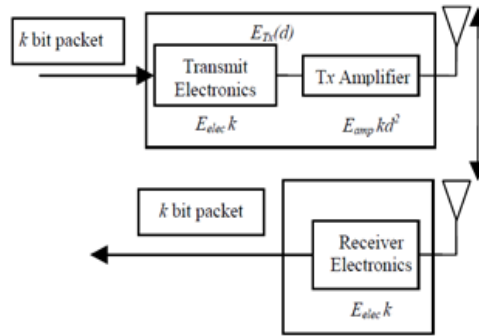 k bit packet
E_Tx(d)
Transmit
Electronics
Tx Amplifier
E_elec k
E_amp kd²
k bit packet
Receiver
Electronics
E_elec k